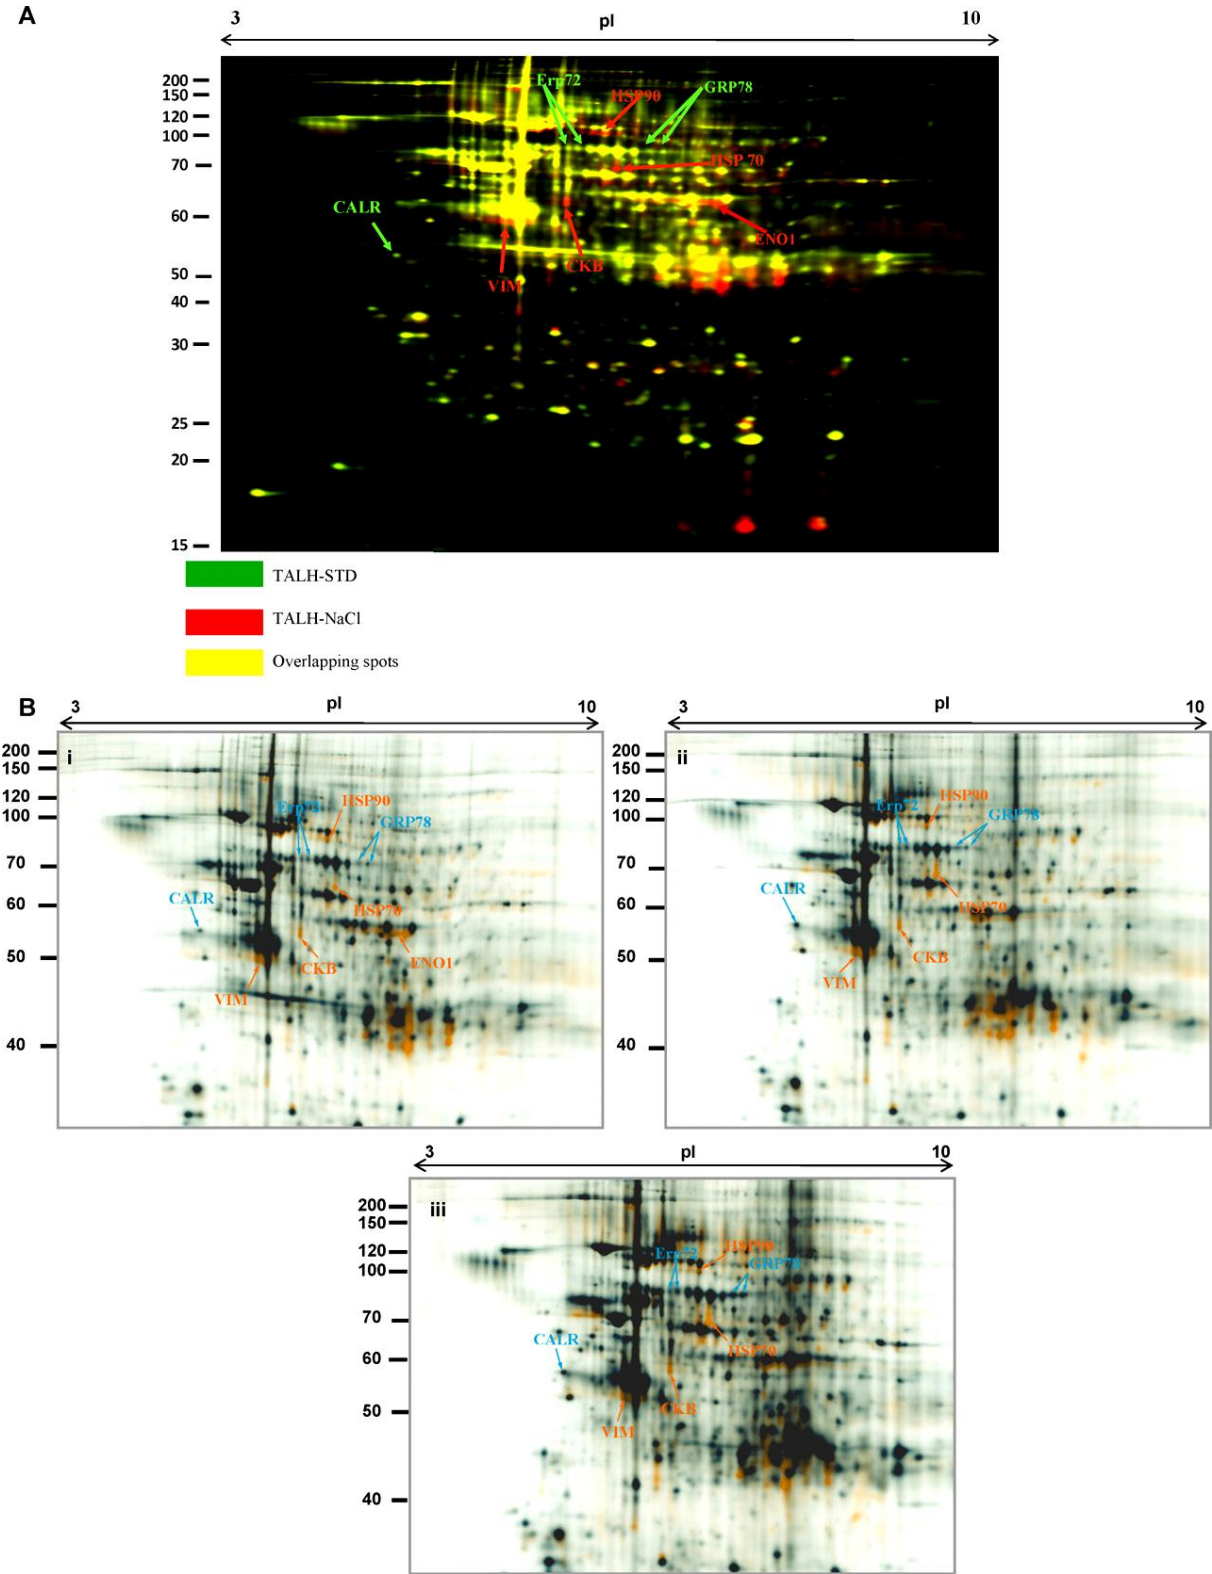 A
3 pI 10
200
150
120
100
70
60
50
40
30
25
20
15
Erp72
HSP90
GRP78
HSP 70
CALR
ENO1
CKB
VIM
TALH-STD
TALH-NaCl
Overlapping spots
B
3 pI 10
i
200
150
120
100
70
60
50
40
Erp72
HSP90
GRP78
CALR
HSP70
ENO1
CKB
VIM
3 pI 10
ii
200
150
120
100
70
60
50
40
HSP90
Erp72
GRP78
CALR
HSP70
CKB
VIM
3 pI 10
iii
200
150
120
100
70
60
50
40
HSP90
Erp72
GRP78
CALR
HSP70
CKB
VIM